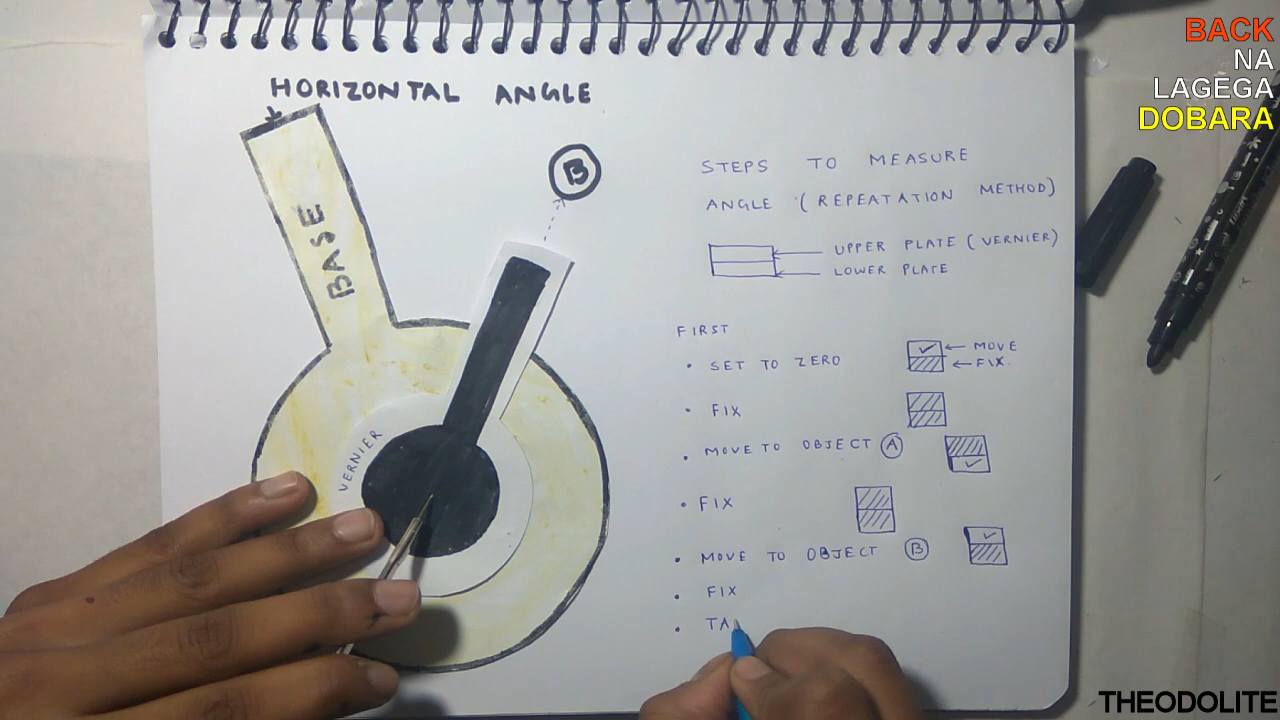 BACK
NA
LAGEGA
DOBARA
HORIZONTAL ANGLE
BASE
B
VERNIER
STEPS TO MEASURE
ANGLE (REPEATATION METHOD)
UPPER PLATE (VERNIER)
LOWER PLATE
FIRST
• SET TO ZERO
MOVE
FIX.
• FIX
• MOVE TO OBJECT A
• FIX
• MOVE TO OBJECT B
• FIX
• TA
THEODOLITE